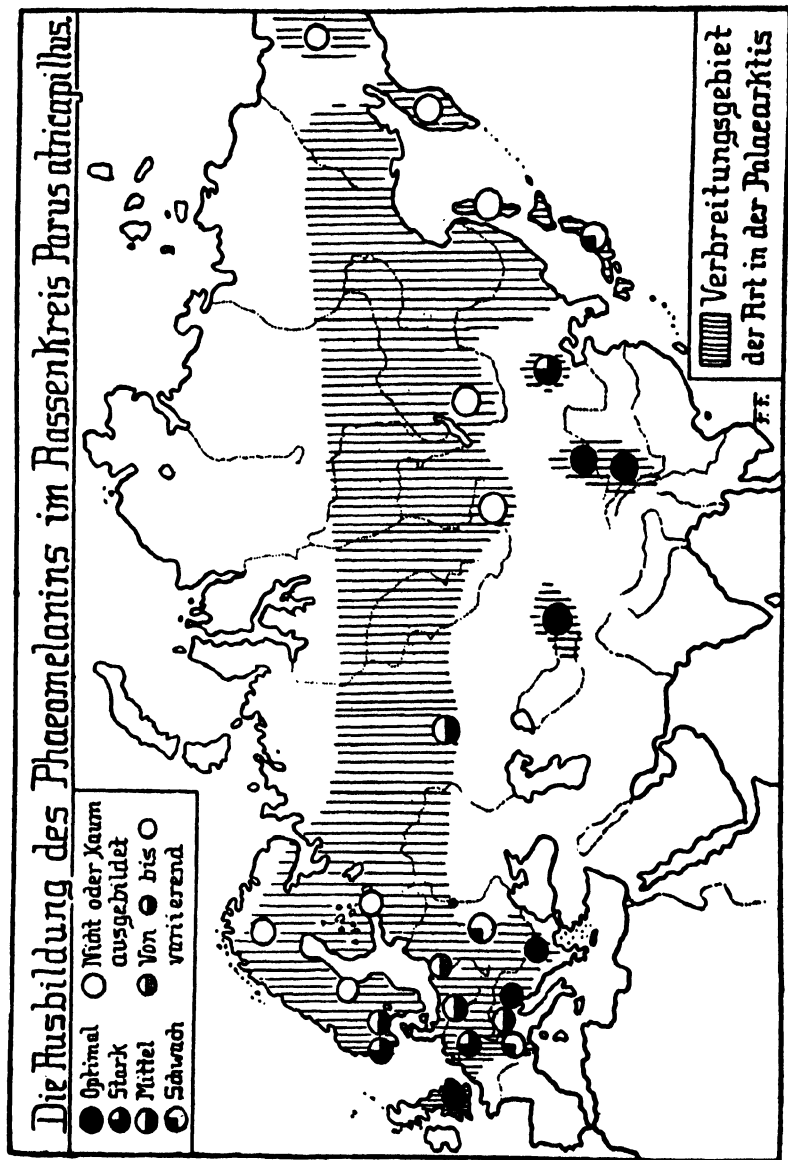 Die Ausbildung des Phaeomelanins im Rassenkreis Parus atricapillus.
Optimal
Stark
Mittel
Schwach
Nicht oder Kaum
ausgebildet
Von bis
variierend
Verbreitungsgebiet
der Art in der Palaearktis
F.F.